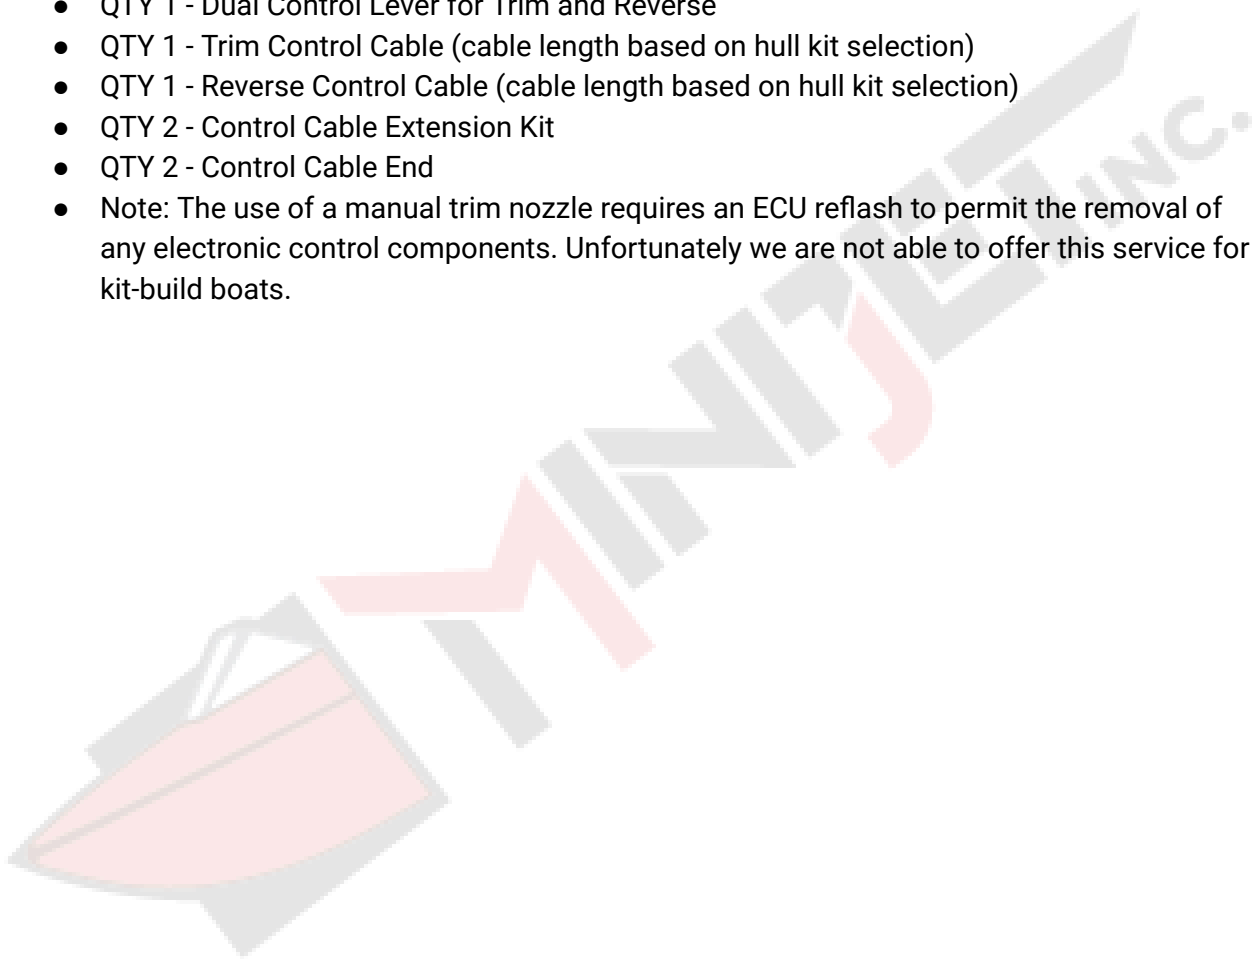 ● QTY 1 - Dual Control Lever for Trim and Reverse
● QTY 1 - Trim Control Cable (cable length based on hull kit selection)
● QTY 1 - Reverse Control Cable (cable length based on hull kit selection)
● QTY 2 - Control Cable Extension Kit
● QTY 2 - Control Cable End
● Note: The use of a manual trim nozzle requires an ECU reflash to permit the removal of
any electronic control components. Unfortunately we are not able to offer this service for
kit-build boats.
MINIJET INC.